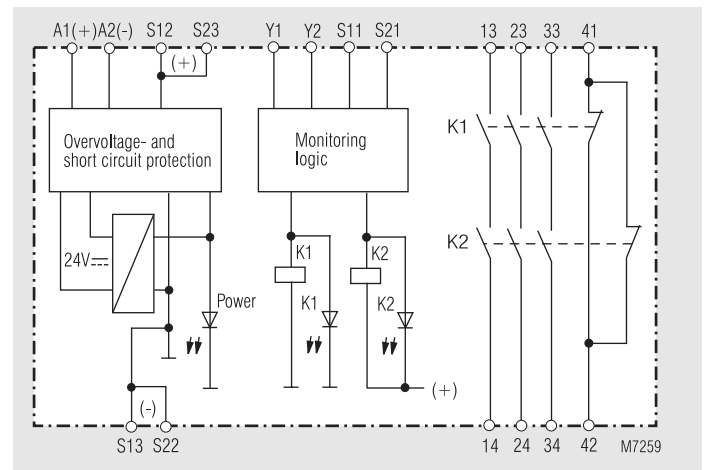 A1(+) A2(-) S12 S23 Y1 Y2 S11 S21 13 23 33 41
(+)
Overvoltage- and
short circuit protection
Monitoring
logic
K1
K2
24V
Power
K1
K2
K1
K2
(+)
(-)
S13 S22 14 24 34 42 M7259